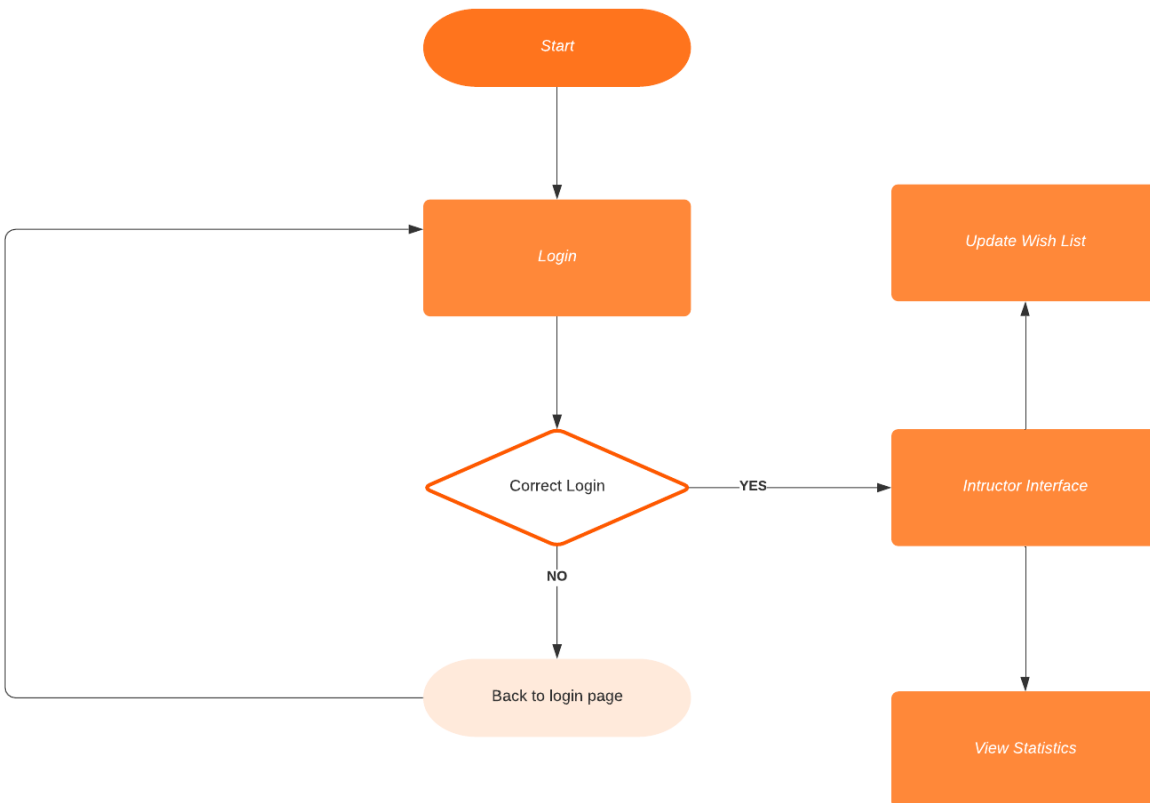 Start
Login
Update Wish List
Correct Login
YES
Intructor Interface
NO
Back to login page
View Statistics